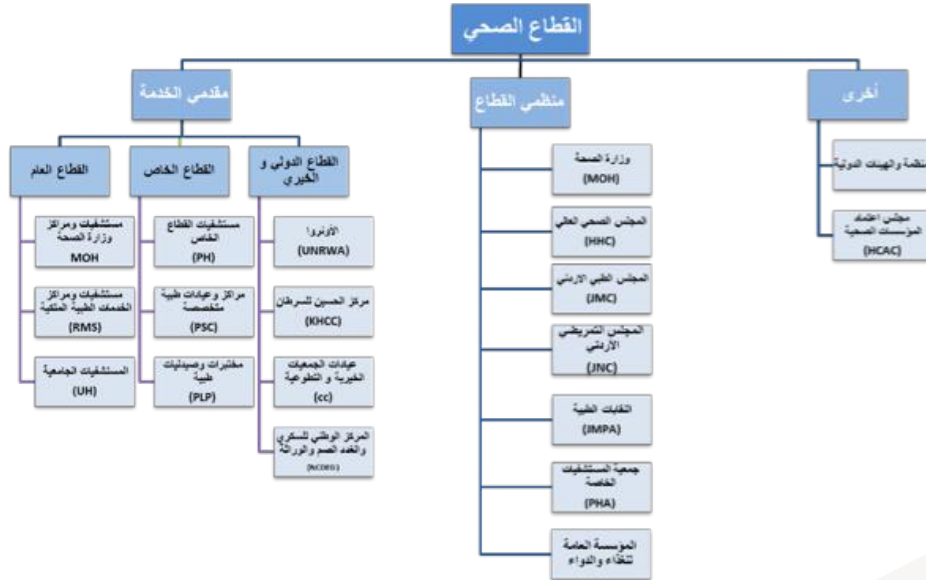 القطاع الصحي
أخرى
منظمة والهيئات الدولية
مجلس اعتماد
المؤسسات الصحية
(HCAC)
منظمي القطاع
وزارة الصحة
(MOH)
المجلس الصحي العالي
(HHC)
المجلس الطبي الاردني
(JMC)
المجلس التمريضي
الأردني
(JNC)
النقابات الطبية
(JMPA)
جمعية المستشفيات
الخاصة
(PHA)
المؤسسة العامة
للغذاء والدواء
مقدمي الخدمة
القطاع الدولي و
الخيري
الأونروا
(UNRWA)
مركز الحسين للسرطان
(KHCC)
عيادات الجمعيات
الخيرية و التطوعية
(cc)
المركز الوطني للسكري
والغدد الصم والوراثة
القطاع الخاص
مستشفيات القطاع
الخاص
(PH)
مراكز وعيادات طبية
متخصصة
(PSC)
مختبرات وصيدليات
طبية
(PLP)
القطاع العام
مستشفيات ومراكز
وزارة الصحة
MOH
مستشفيات ومراكز
الخدمات الطبية الملكية
(RMS)
المستشفيات الجامعية
(UH)